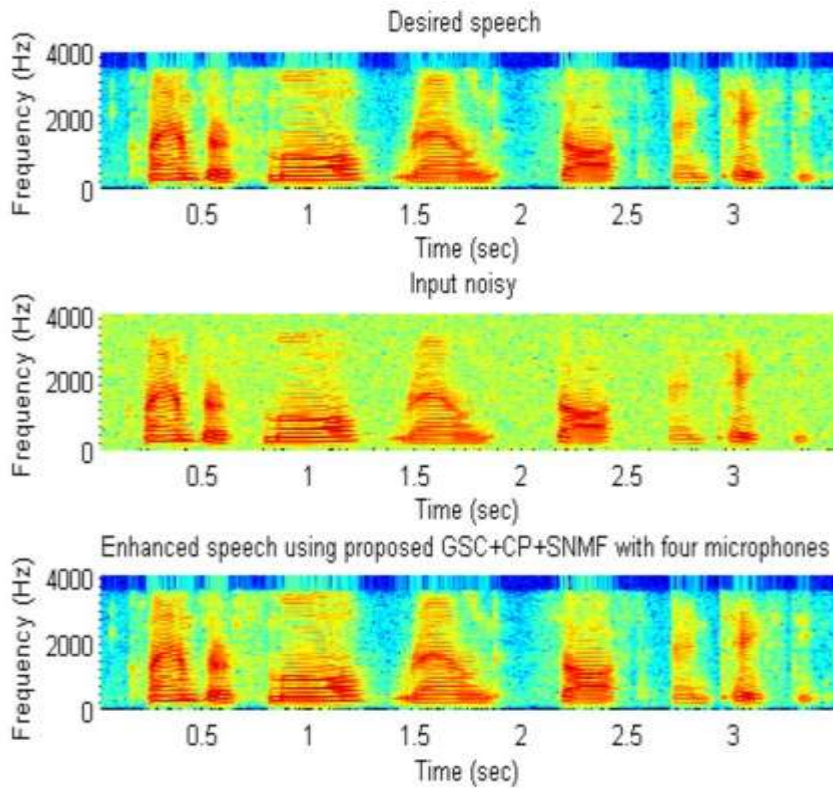 Desired speech
Frequency (Hz)
4000
2000
0
0.5 1 1.5 2 2.5 3
Time (sec)
Input noisy
Frequency (Hz)
4000
2000
0
0.5 1 1.5 2 2.5 3
Time (sec)
Enhanced speech using proposed GSC+CP+SNMF with four microphones
Frequency (Hz)
4000
2000
0
0.5 1 1.5 2 2.5 3
Time (sec)